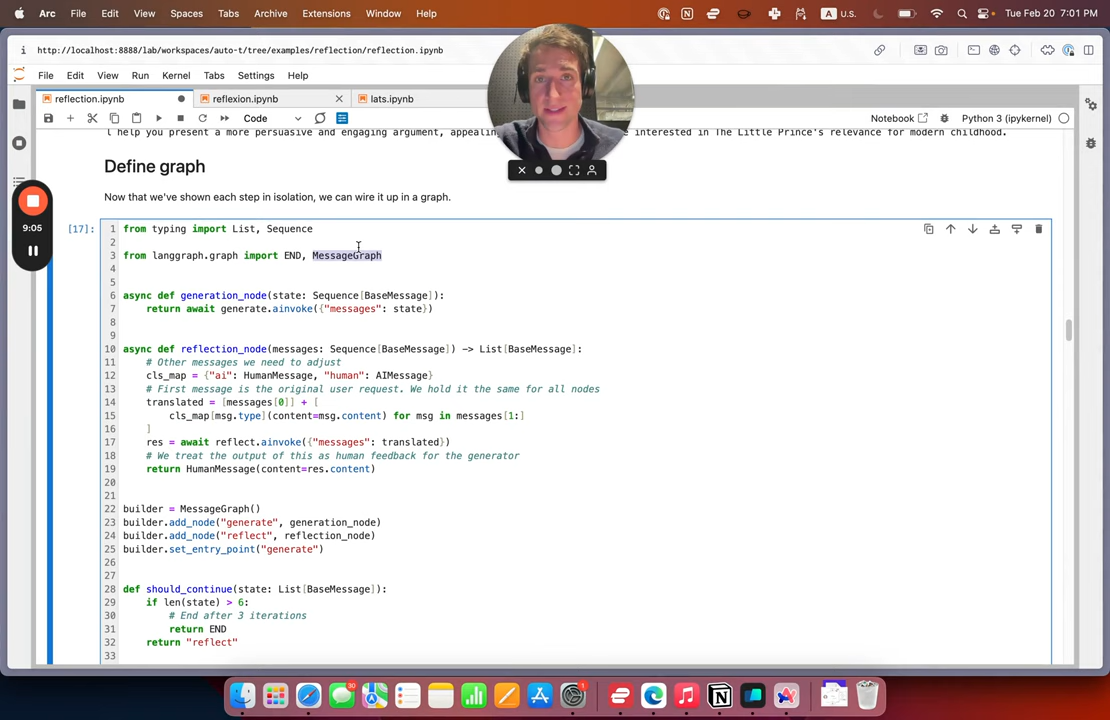 Arc File Edit View Spaces Tabs Archive Extensions Window Help A U.S. Tue Feb 20 7:01 PM
http://localhost:8888/lab/workspaces/auto-t/tree/examples/reflection/reflection.ipynb
File Edit View Run Kernel Tabs Settings Help
reflection.ipynb reflexion.ipynb lats.ipynb
Code Notebook Python 3 (ipykernel)
l help you present a more persuasive and engaging argument, appealing interested in The Little Prince's relevance for modern childhood.
Define graph
Now that we've shown each step in isolation, we can wire it up in a graph.
9:05
[17]:
1 from typing import List, Sequence
2
3 from langgraph.graph import END, MessageGraph
4
5
6 async def generation_node(state: Sequence[BaseMessage]):
7     return await generate.ainvoke({"messages": state})
8
9
10 async def reflection_node(messages: Sequence[BaseMessage]) -> List[BaseMessage]:
11     # Other messages we need to adjust
12     cls_map = {"ai": HumanMessage, "human": AIMessage}
13     # First message is the original user request. We hold it the same for all nodes
14     translated = [messages[0]] + [
15         cls_map[msg.type](content=msg.content) for msg in messages[1:]
16     ]
17     res = await reflect.ainvoke({"messages": translated})
18     # We treat the output of this as human feedback for the generator
19     return HumanMessage(content=res.content)
20
21
22 builder = MessageGraph()
23 builder.add_node("generate", generation_node)
24 builder.add_node("reflect", reflection_node)
25 builder.set_entry_point("generate")
26
27
28 def should_continue(state: List[BaseMessage]):
29     if len(state) > 6:
30         # End after 3 iterations
31         return END
32     return "reflect"
33
30
1